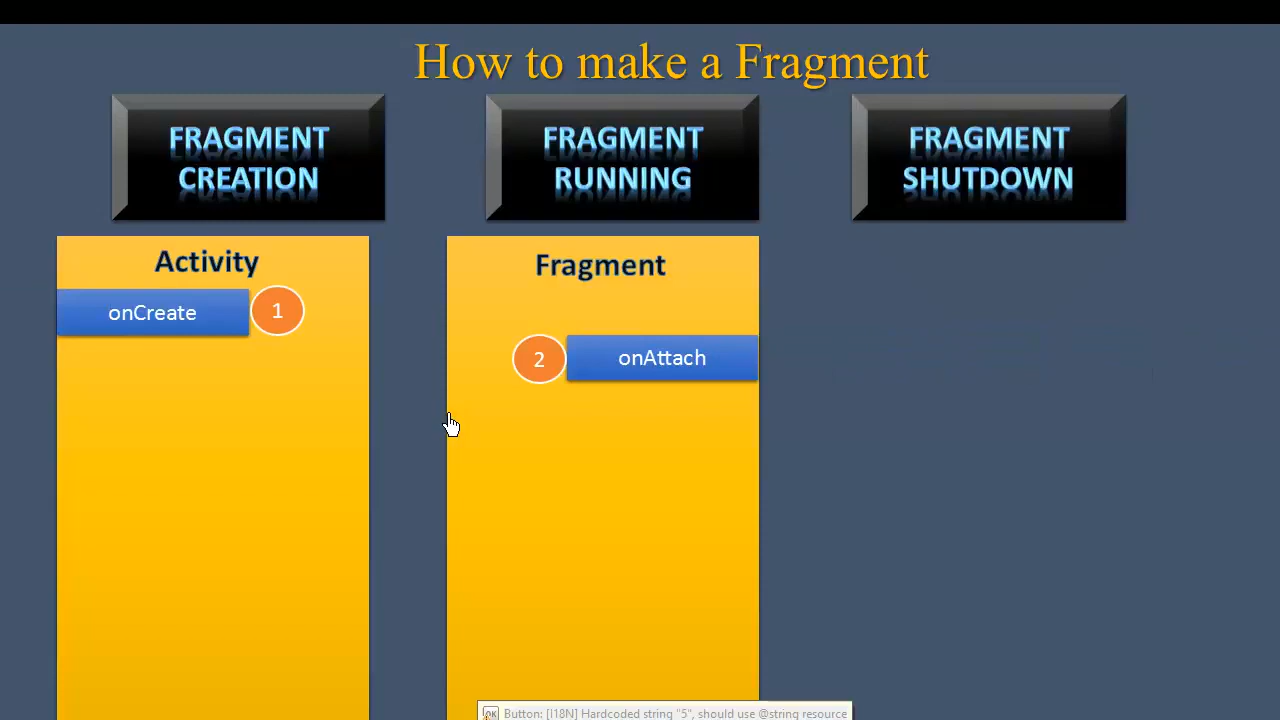 How to make a Fragment
FRAGMENT
CREATION
FRAGMENT
RUNNING
FRAGMENT
SHUTDOWN
Activity
onCreate
1
Fragment
2
onAttach
OK
Button: [I18N] Hardcoded string "5", should use @string resource